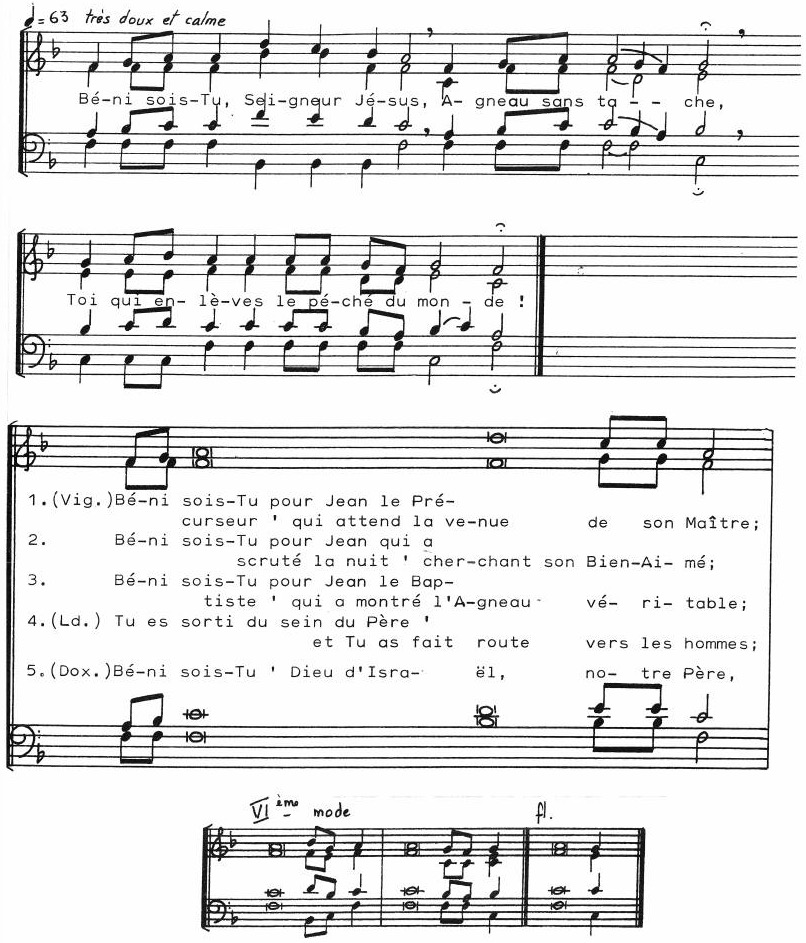 ♩=63 très doux et calme
Bé-ni sois-Tu, Sei-gneur Jé-sus, A- gneau sans ta - - che,
Toi qui en- lè-ves le pé-ché du mon - de !
1.(Vig.)Bé-ni sois-Tu pour Jean le Pré-
curseur ' qui attend la ve-nue de son Maître;
2. Bé-ni sois-Tu pour Jean qui a
scruté la nuit ' cher-chant son Bien-Ai- mé;
3. Bé-ni sois-Tu pour Jean le Bap-
tiste ' qui a montré l'A-gneau vé- ri- table;
4.(Ld.) Tu es sorti du sein du Père '
et Tu as fait route vers les hommes;
5.(Dox.)Bé-ni sois-Tu ' Dieu d'Isra- ël, no- tre Père,
VI ème mode fl.